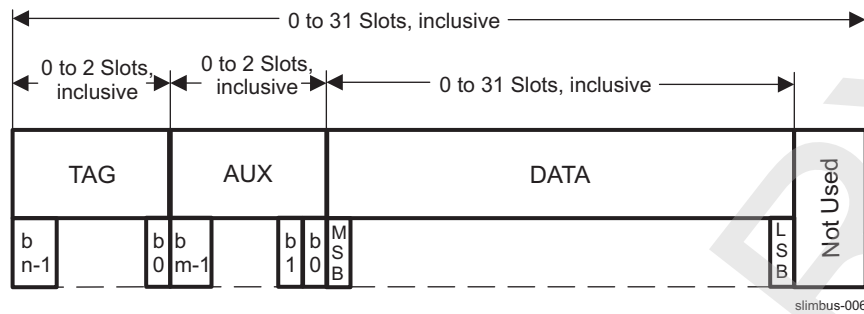 0 to 31 Slots, inclusive
0 to 2 Slots,
inclusive
0 to 2 Slots,
inclusive
0 to 31 Slots, inclusive
TAG
AUX
DATA
Not Used
b
n-1
b
0
b
m-1
b
1
b
0
M
S
B
L
S
B
slimbus-006